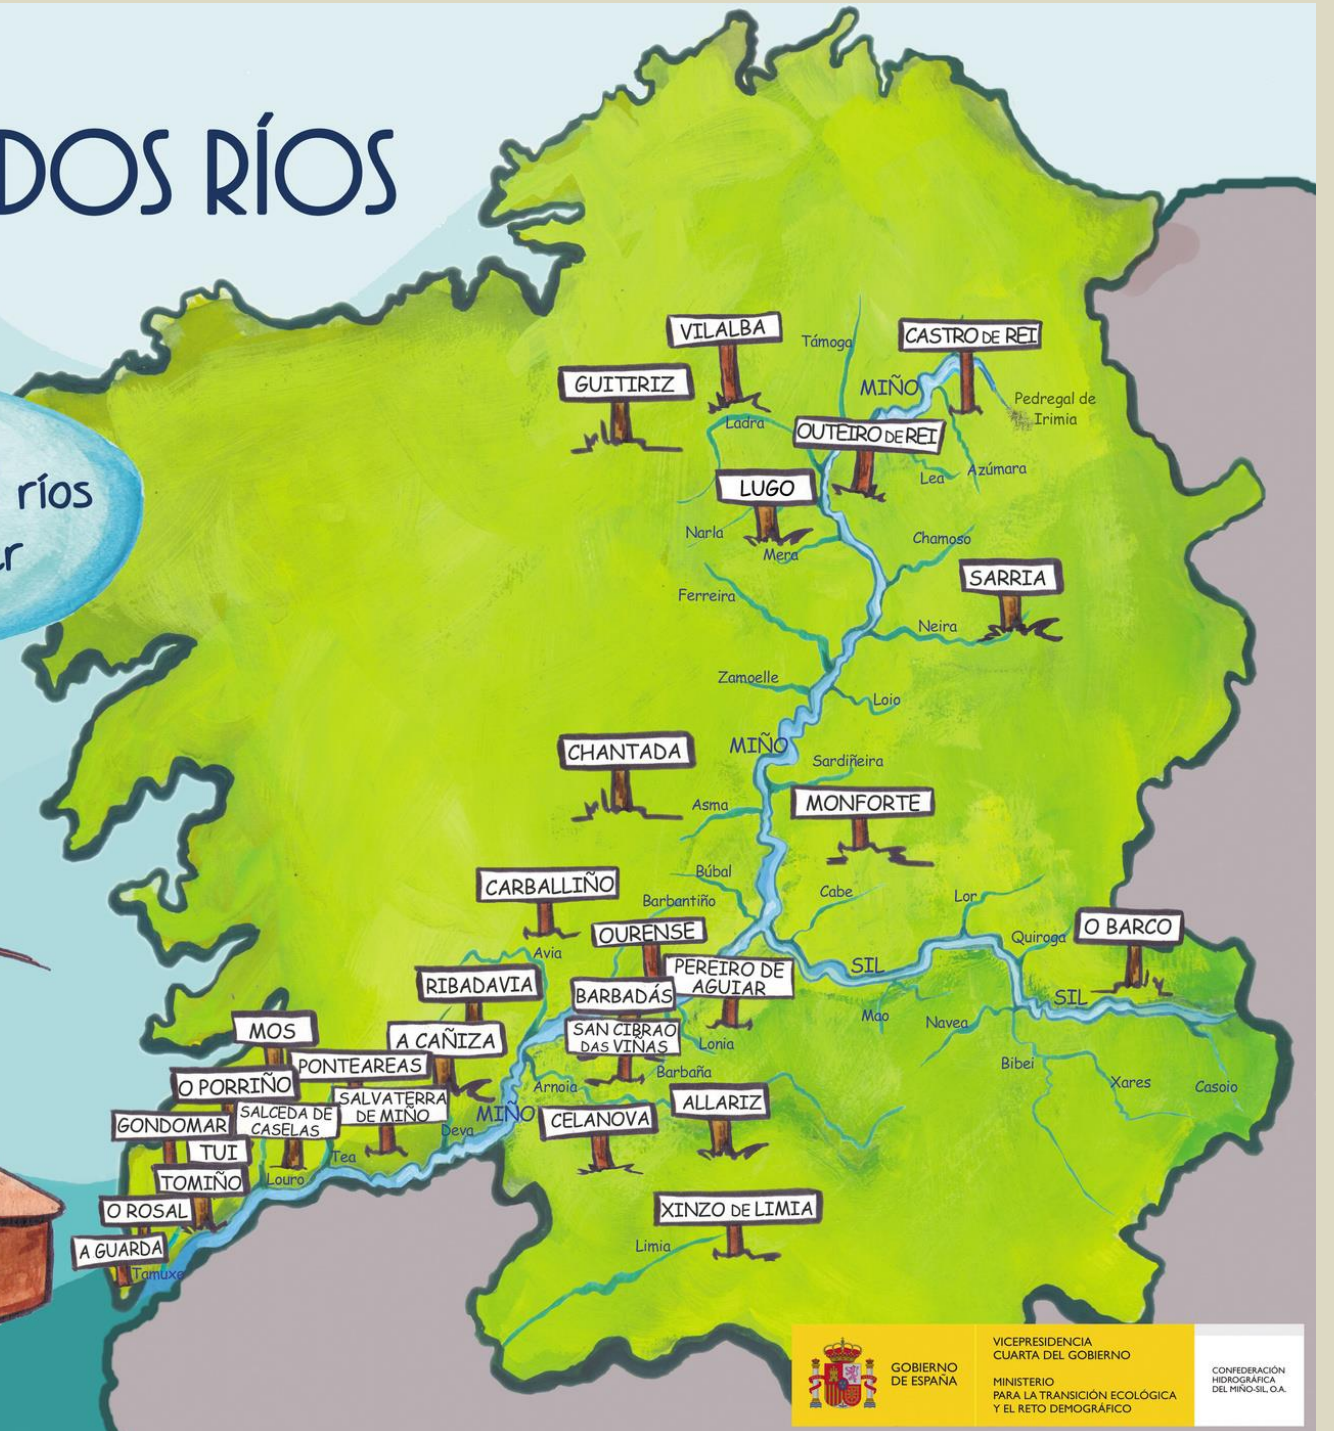 DOS RÍOS
ríos
VILALBA
Támoga
CASTRO DE REI
GUITIRIZ
MIÑO
Pedregal de
Irimia
Ladra
OUTEIRO DE REI
Lea
Azúmara
LUGO
Narla
Mera
Chamoso
SARRIA
Ferreira
Neira
Zamoelle
Loio
MIÑO
CHANTADA
Sardiñeira
Asma
MONFORTE
Búbal
CARBALLIÑO
Cabe
Lor
Barbantiño
OURENSE
Quiroga
O BARCO
Avia
SIL
PEREIRO DE
AGUIAR
RIBADAVIA
BARBADÁS
SIL
Mao
Navea
MOS
A CAÑIZA
SAN CIBRAO
DAS VIÑAS
Lonia
PONTEAREAS
Barbaña
Bibei
O PORRIÑO
Arnoia
Xares
Casoio
SALVATERRA
DE MIÑO
SALCEDA DE
CASELAS
MIÑO
CELANOVA
ALLARIZ
GONDOMAR
Deva
TUI
Tea
TOMIÑO
Louro
O ROSAL
XINZO DE LIMIA
A GUARDA
Limia
Tamuxe
GOBIERNO
DE ESPAÑA
VICEPRESIDENCIA
CUARTA DEL GOBIERNO
MINISTERIO
PARA LA TRANSICIÓN ECOLÓGICA
Y EL RETO DEMOGRÁFICO
CONFEDERACIÓN
HIDROGRÁFICA
DEL MIÑO-SIL, O.A.